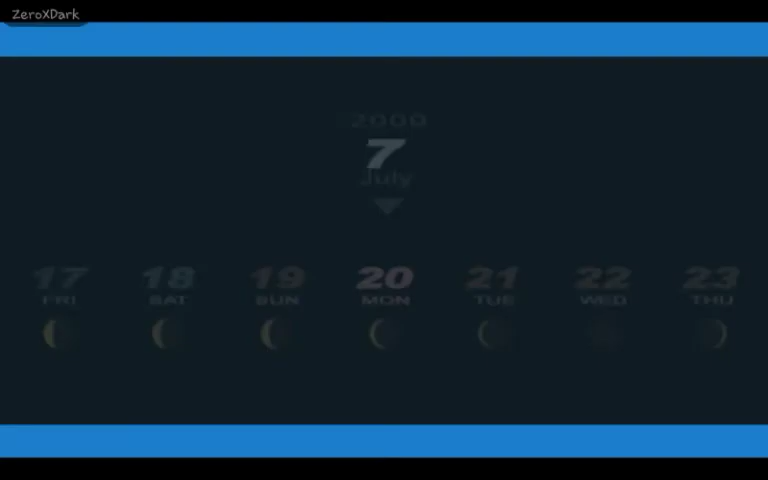 ZeroXDark
2009
7
July
17 18 19 20 21 22 23
FRI SAT SUN MON TUE WED THU